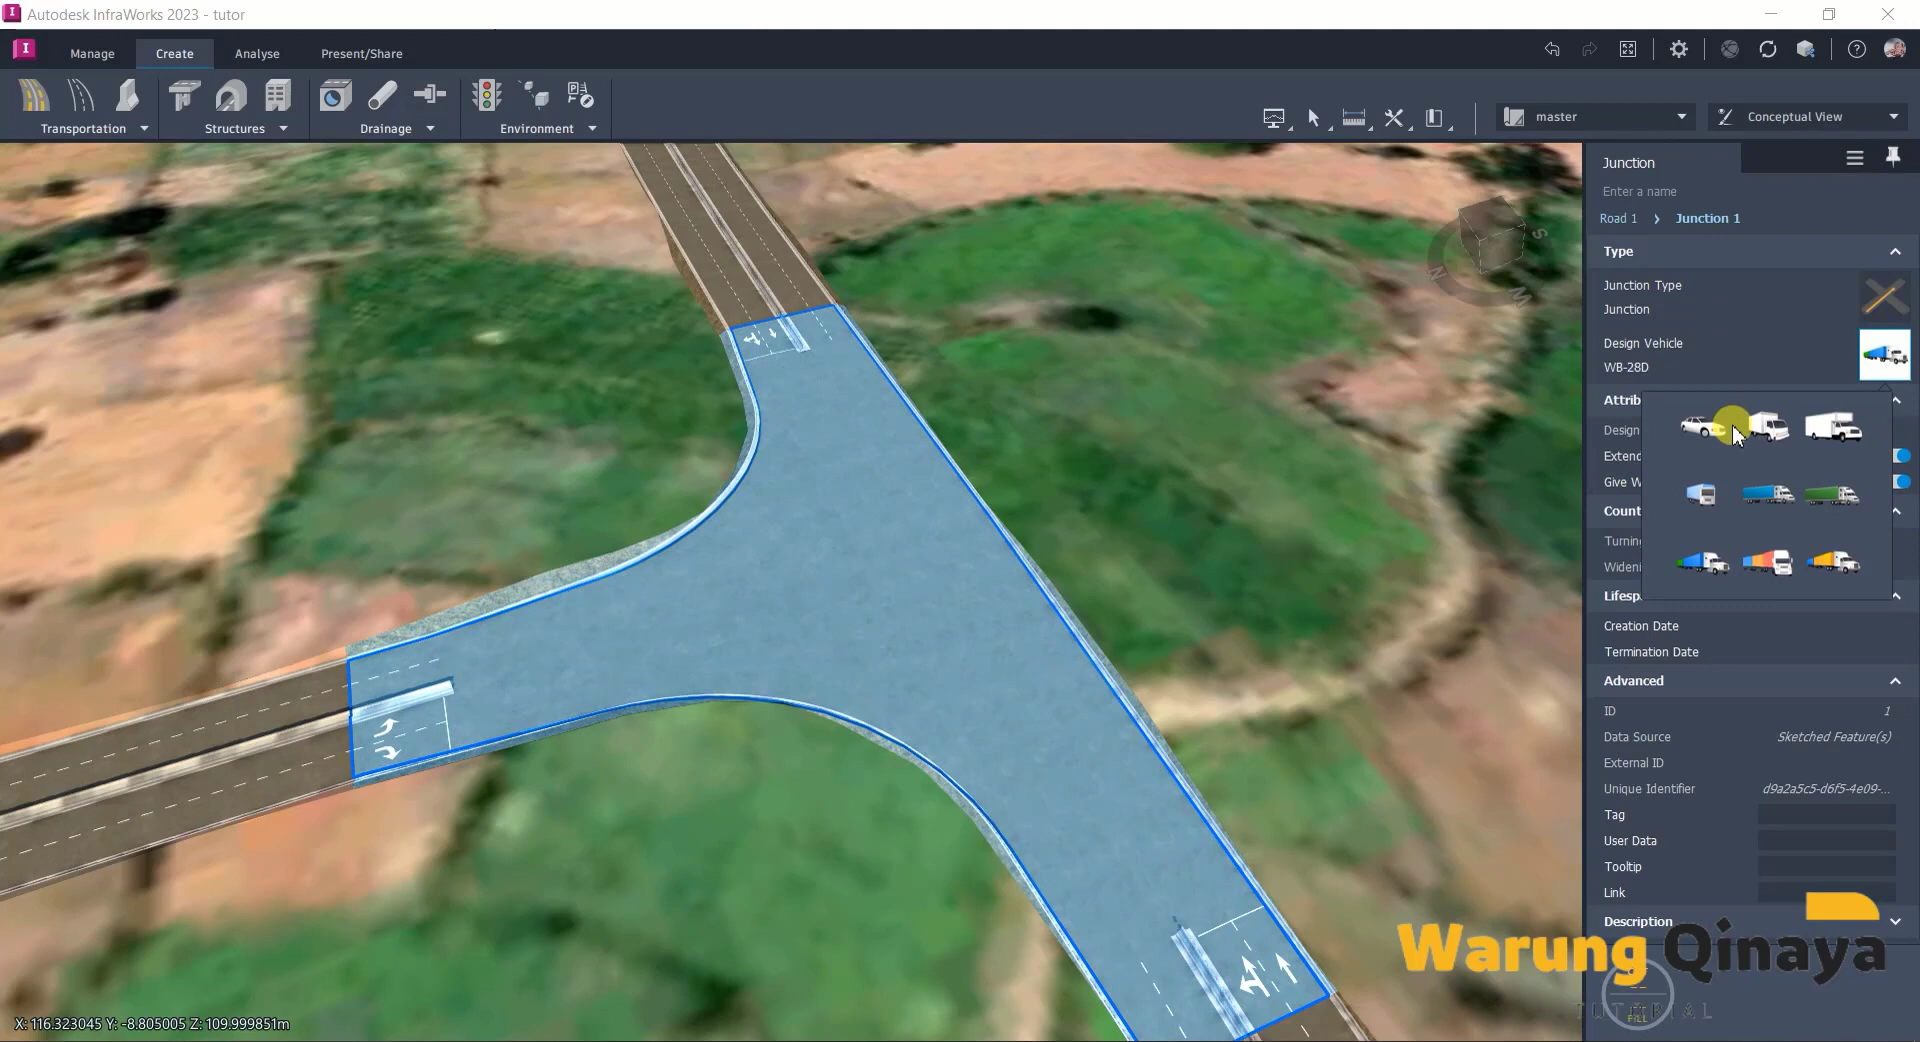 Autodesk InfraWorks 2023 - tutor
Manage
Create
Analyse
Present/Share
Transportation
Structures
Drainage
Environment
master
Conceptual View
Junction
Enter a name
Road 1
Junction 1
Type
Junction Type
Junction
Design Vehicle
WB-28D
Attrib
Design
Extend
Give W
Count
Turnin
Wideni
Lifesp
Creation Date
Termination Date
Advanced
ID
1
Data Source
Sketched Feature(s)
External ID
Unique Identifier
d9a2a5c5-d6f5-4e09-...
Tag
User Data
Tooltip
Link
Description
Warung Qinaya
TUTORIAL
S
N
X: 116.323045 Y: -8.805005 Z: 109.999851m